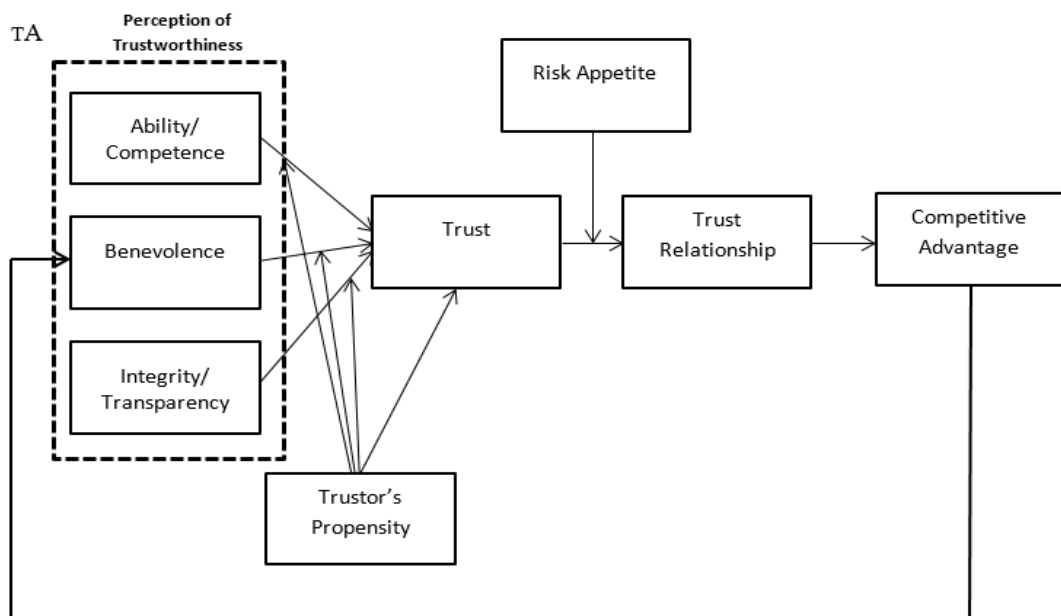 Perception of
Trustworthiness
TA
Ability/
Competence
Benevolence
Integrity/
Transparency
Trustor’s
Propensity
Trust
Risk Appetite
Trust
Relationship
Competitive
Advantage